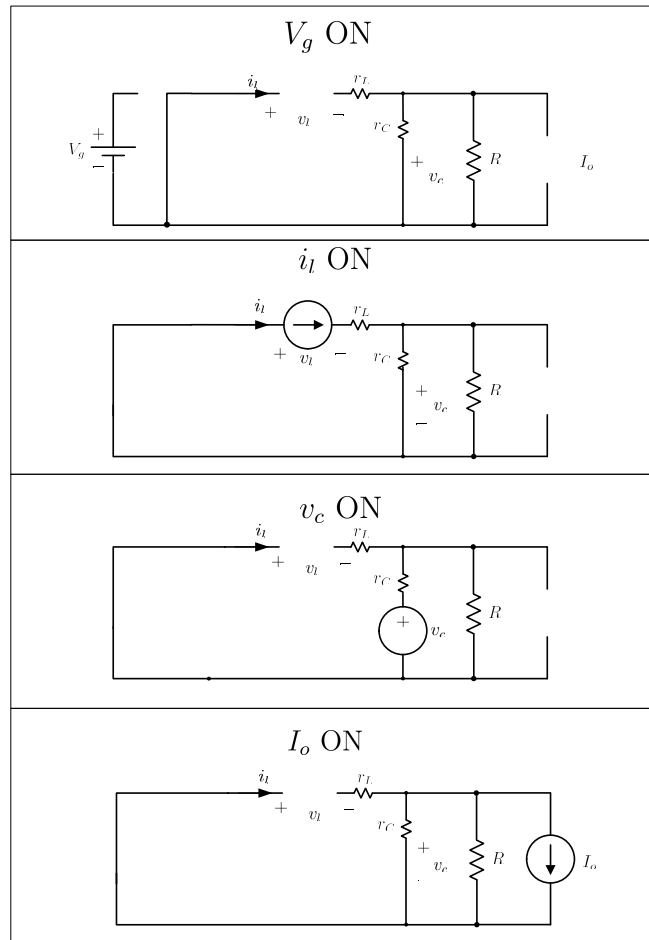 V_g ON
i_l
r_L
+ v_l −
r_C
+
V_g
−
+
v_c
R
I_o
i_l ON
i_l
r_L
+ v_l −
r_C
+
v_c
−
R
v_c ON
i_l
r_L
+ v_l −
r_C
+
v_c
R
I_o ON
i_l
r_L
+ v_l −
r_C
+
v_c
R
I_o